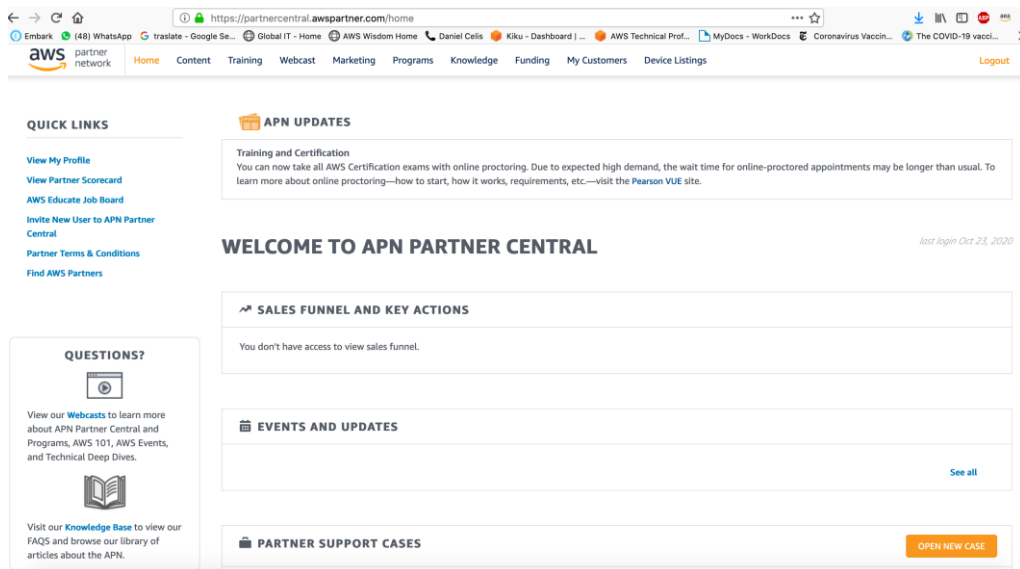 https://partnercentral.awspartner.com/home
Embark (48) WhatsApp traslate - Google Se... Global IT - Home AWS Wisdom Home Daniel Celis Kiku - Dashboard | ... AWS Technical Prof... MyDocs - WorkDocs Coronavirus Vaccin... The COVID-19 vacci...
aws partner network
Home Content Training Webcast Marketing Programs Knowledge Funding My Customers Device Listings Logout
QUICK LINKS
View My Profile
View Partner Scorecard
AWS Educate Job Board
Invite New User to APN Partner
Central
Partner Terms & Conditions
Find AWS Partners
QUESTIONS?
View our Webcasts to learn more
about APN Partner Central and
Programs, AWS 101, AWS Events,
and Technical Deep Dives.
Visit our Knowledge Base to view our
FAQS and browse our library of
articles about the APN.
APN UPDATES
Training and Certification
You can now take all AWS Certification exams with online proctoring. Due to expected high demand, the wait time for online-proctored appointments may be longer than usual. To
learn more about online proctoring—how to start, how it works, requirements, etc.—visit the Pearson VUE site.
WELCOME TO APN PARTNER CENTRAL
last login Oct 23, 2020
SALES FUNNEL AND KEY ACTIONS
You don't have access to view sales funnel.
EVENTS AND UPDATES
See all
PARTNER SUPPORT CASES
OPEN NEW CASE